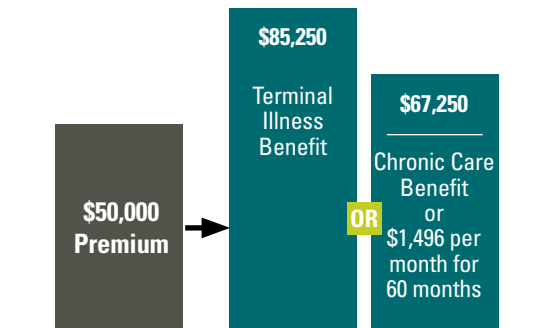 $50,000
Premium
$85,250
Terminal
Illness
Benefit
OR
$67,250
Chronic Care
Benefit
or
$1,496 per
month for
60 months